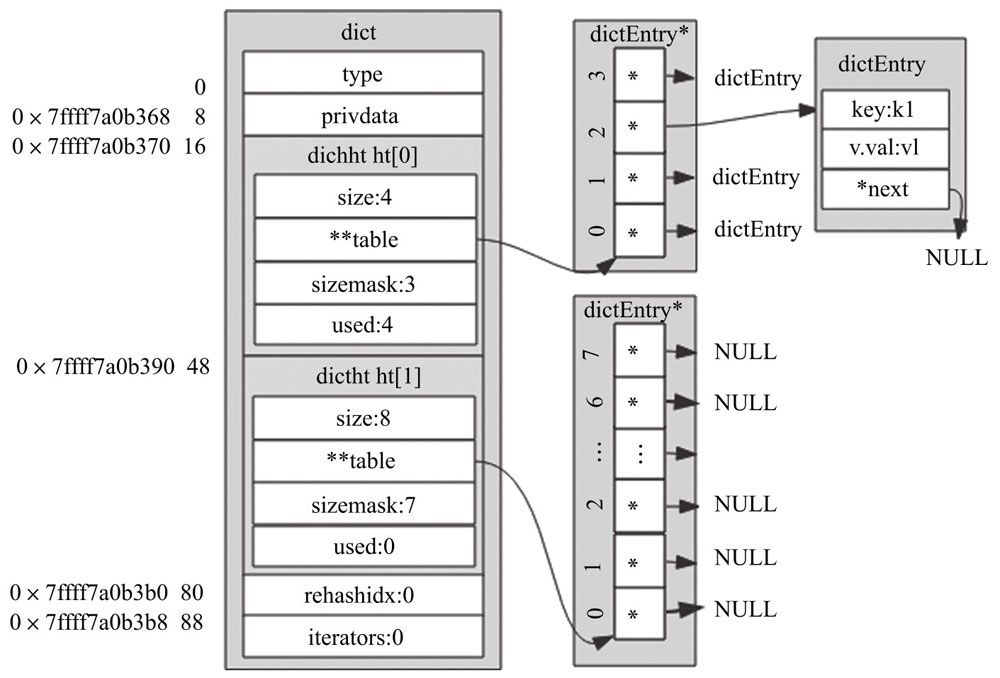 dict
type
0
0 × 7ffff7a0b368 8
privdata
0 × 7ffff7a0b370 16
dichht ht[0]
size:4
**table
sizemask:3
used:4
0 × 7ffff7a0b390 48
dictht ht[1]
size:8
**table
sizemask:7
used:0
0 × 7ffff7a0b3b0 80
rehashidx:0
0 × 7ffff7a0b3b8 88
iterators:0
dictEntry*
3 * dictEntry
2 *
1 * dictEntry
0 * dictEntry
dictEntry
key:k1
v.val:vl
*next
NULL
dictEntry*
7 * NULL
6 * NULL
... ...
2 * NULL
1 * NULL
0 * NULL